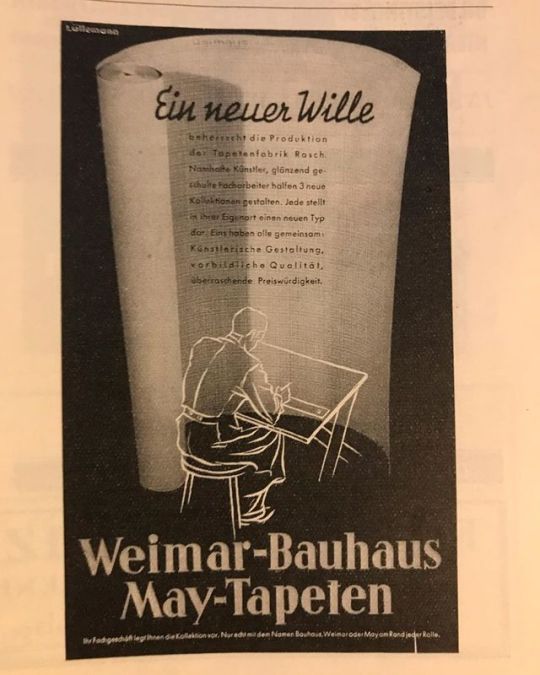 Lüllemann
Ein neuer Wille
beherrscht die Produktion
der Tapetenfabrik Rasch.
Namhafte Künstler, glänzend ge-
schulte Facharbeiter halfen 3 neue
Kollektionen gestalten. Jede stellt
in ihrer Eigenart einen neuen Typ
dar. Eins haben alle gemeinsam:
Künstlerische Gestaltung,
vorbildliche Qualität,
überraschende Preiswürdigkeit.
Weimar-Bauhaus
May-Tapeten
Ihr Fachgeschäft legt Ihnen die Kollektion vor. Nur echt mit dem Namen Bauhaus, Weimar oder May am Rand jeder Rolle.